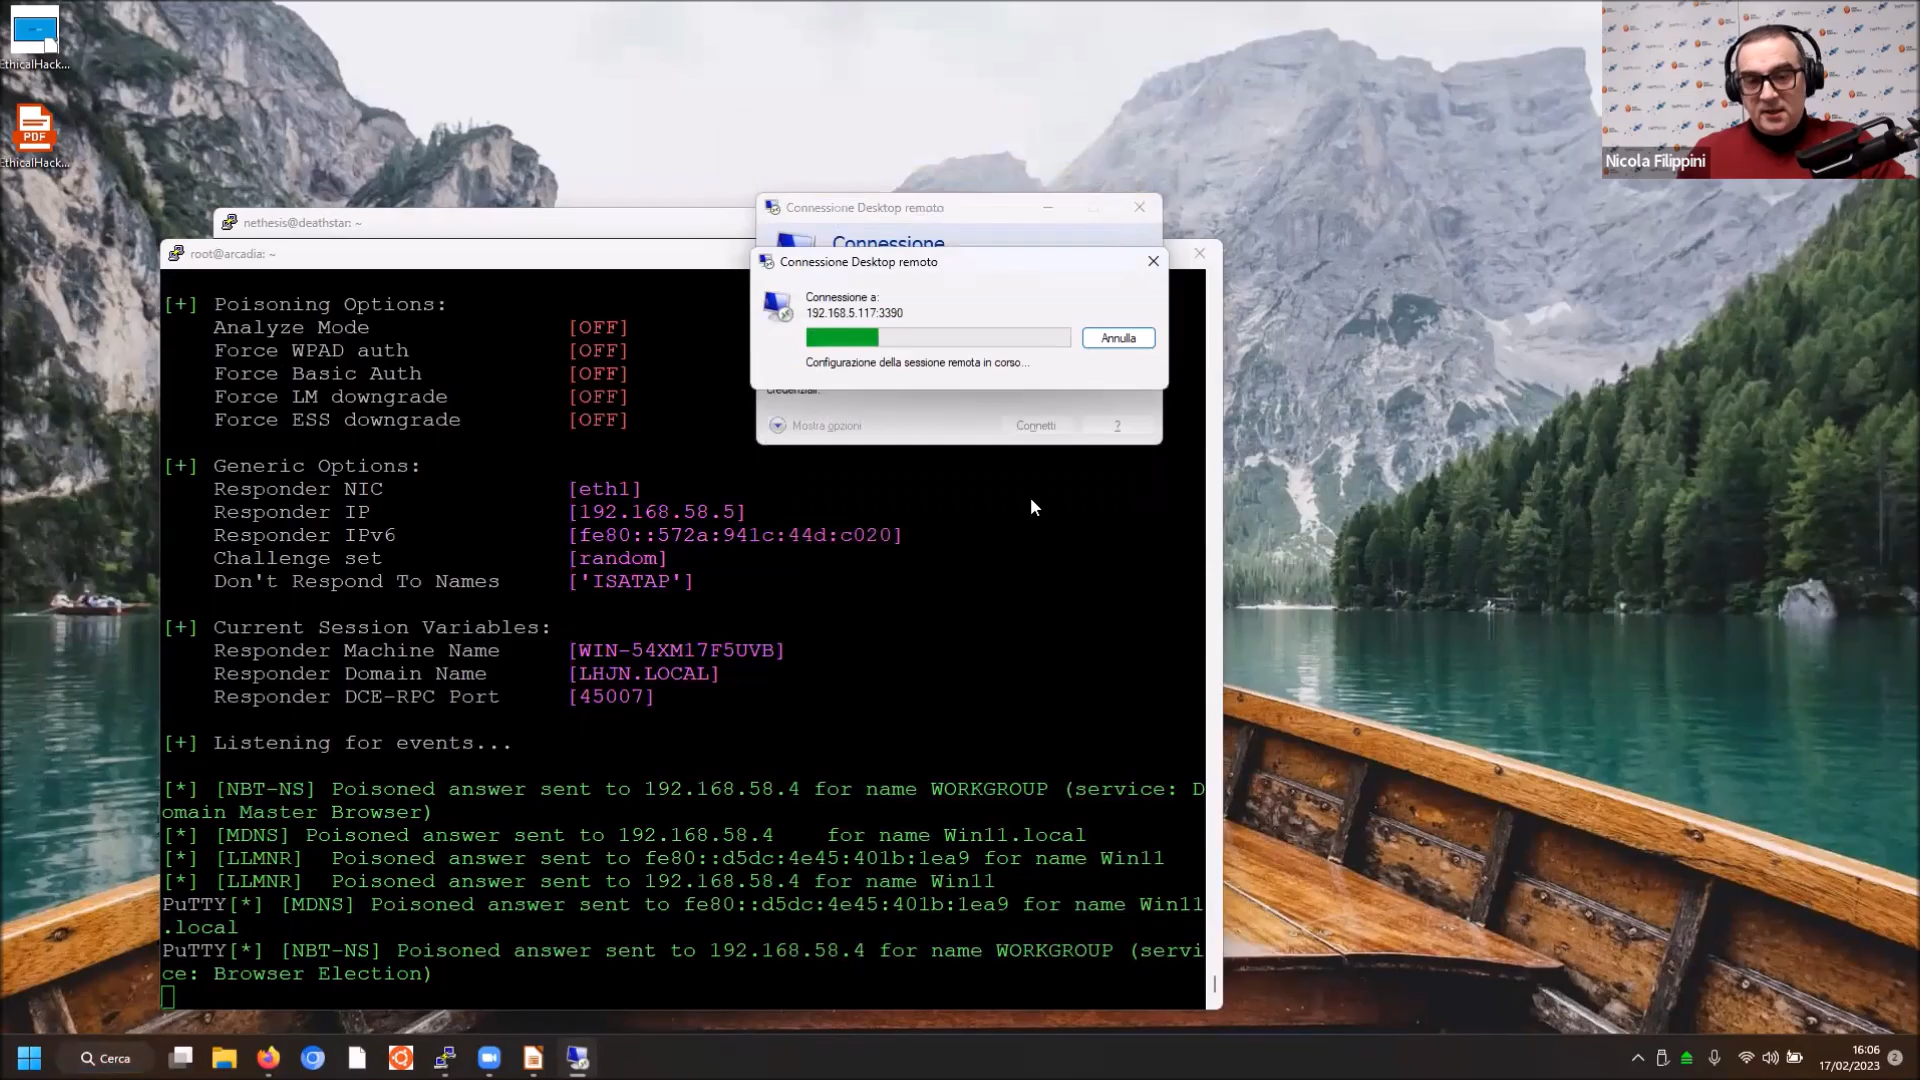 EthicalHack...
PDF
EthicalHack...
Nicola Filippini
nethesis@deathstar: ~
root@arcadia: ~
Connessione Desktop remoto
Connessione
Connessione Desktop remoto
Connessione a:
192.168.5.117:3390
Annulla
Configurazione della sessione remota in corso...
credenziali.
Mostra opzioni
Connetti
?
[+] Poisoning Options:
Analyze Mode [OFF]
Force WPAD auth [OFF]
Force Basic Auth [OFF]
Force LM downgrade [OFF]
Force ESS downgrade [OFF]
[+] Generic Options:
Responder NIC [eth1]
Responder IP [192.168.58.5]
Responder IPv6 [fe80::572a:941c:44d:c020]
Challenge set [random]
Don't Respond To Names ['ISATAP']
[+] Current Session Variables:
Responder Machine Name [WIN-54XM17F5UVB]
Responder Domain Name [LHJN.LOCAL]
Responder DCE-RPC Port [45007]
[+] Listening for events...
[*] [NBT-NS] Poisoned answer sent to 192.168.58.4 for name WORKGROUP (service: D
omain Master Browser)
[*] [MDNS] Poisoned answer sent to 192.168.58.4 for name Win11.local
[*] [LLMNR] Poisoned answer sent to fe80::d5dc:4e45:401b:1ea9 for name Win11
[*] [LLMNR] Poisoned answer sent to 192.168.58.4 for name Win11
PuTTY[*] [MDNS] Poisoned answer sent to fe80::d5dc:4e45:401b:1ea9 for name Win11
.local
PuTTY[*] [NBT-NS] Poisoned answer sent to 192.168.58.4 for name WORKGROUP (servi
ce: Browser Election)
Cerca
16:06
17/02/2023
2